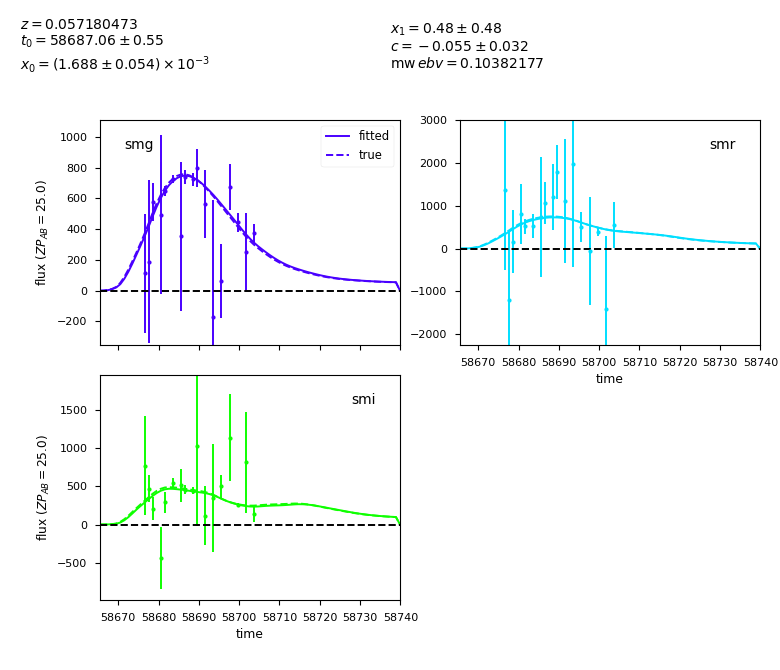 z = 0.057180473
t₀ = 58687.06 ± 0.55
x₀ = (1.688 ± 0.054) × 10⁻³
x₁ = 0.48 ± 0.48
c = −0.055 ± 0.032
mw ebv = 0.10382177
smg
fitted
true
flux (ZP_AB = 25.0)
1000
800
600
400
200
0
−200
smr
3000
2000
1000
0
−1000
−2000
58670 58680 58690 58700 58710 58720 58730 58740
time
smi
flux (ZP_AB = 25.0)
1500
1000
500
0
−500
58670 58680 58690 58700 58710 58720 58730 58740
time